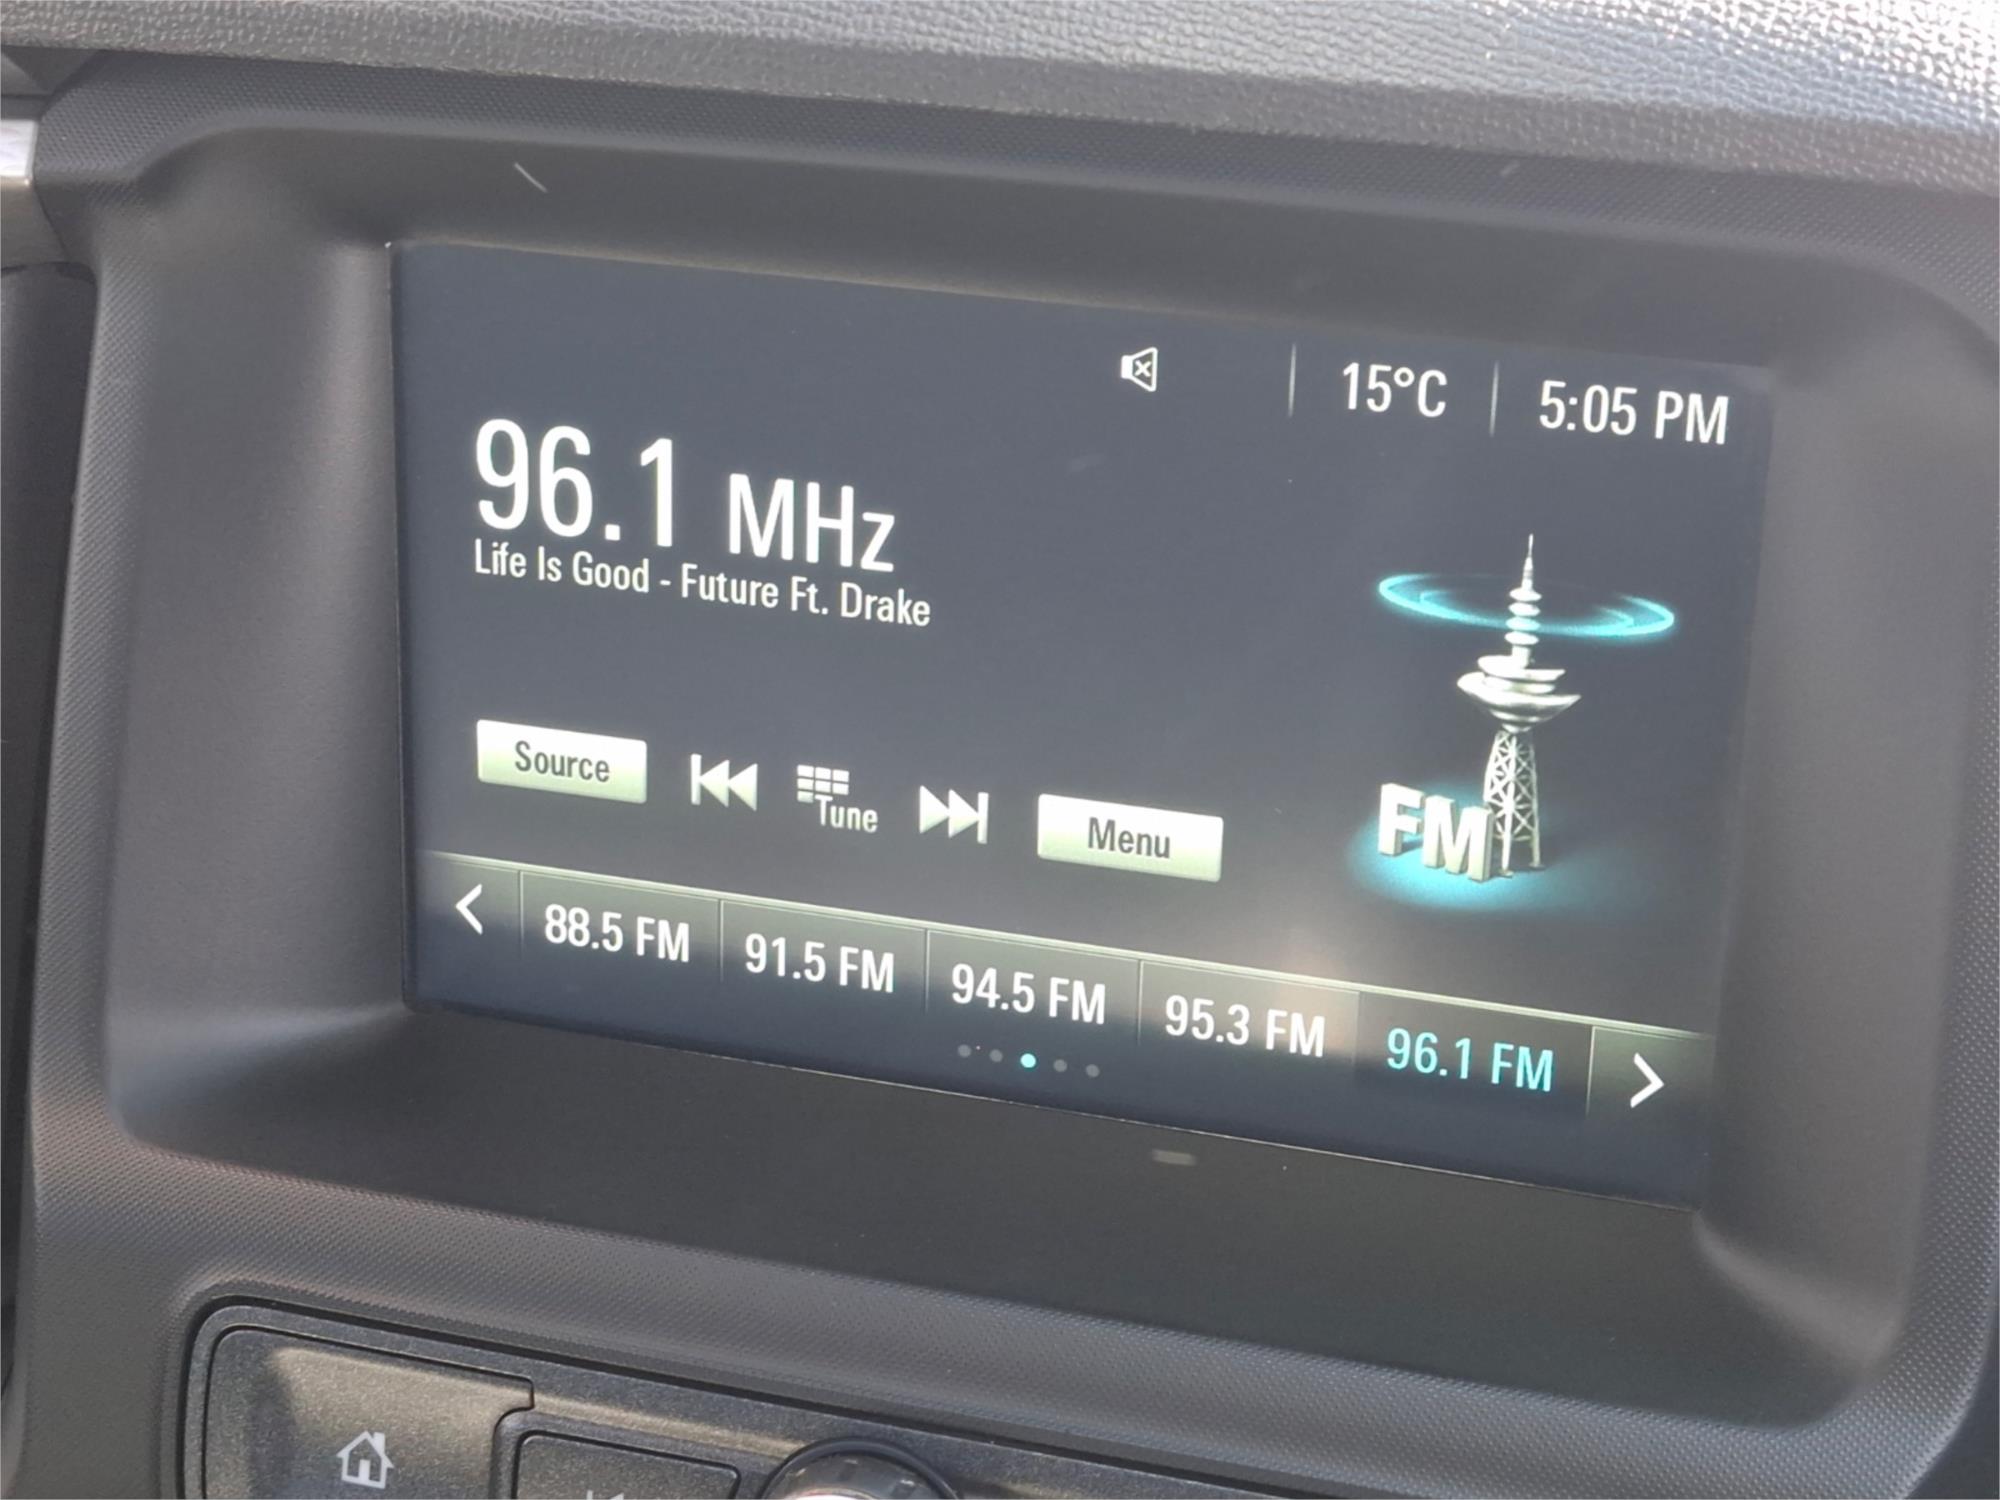 15°C 5:05 PM
96.1 MHz
Life Is Good - Future Ft. Drake
Source Tune Menu
FM
88.5 FM 91.5 FM 94.5 FM 95.3 FM 96.1 FM